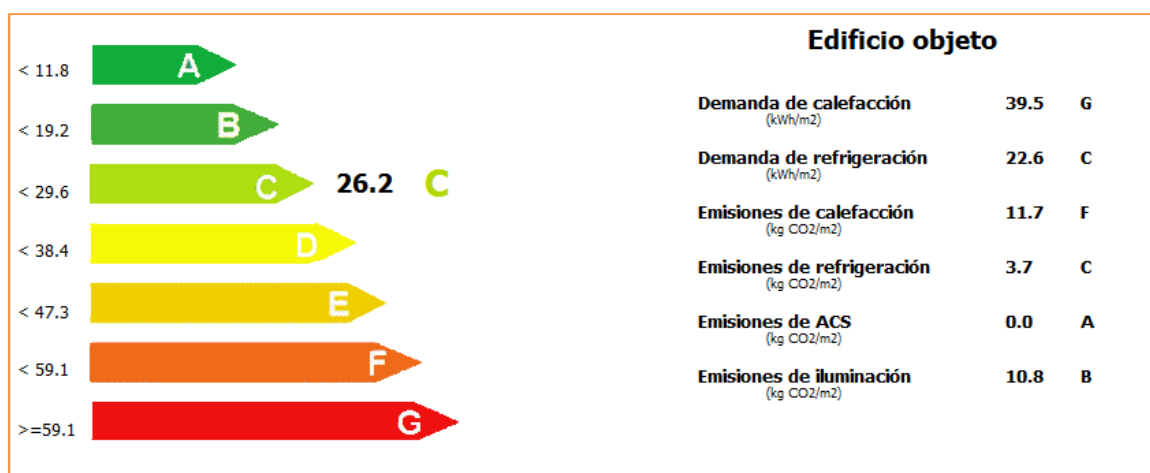 Edificio objeto
< 11.8 A
< 19.2 B
< 29.6 C 26.2 C
< 38.4 D
< 47.3 E
< 59.1 F
>=59.1 G
Demanda de calefacción 39.5 G
(kWh/m2)
Demanda de refrigeración 22.6 C
(kWh/m2)
Emisiones de calefacción 11.7 F
(kg CO2/m2)
Emisiones de refrigeración 3.7 C
(kg CO2/m2)
Emisiones de ACS 0.0 A
(kg CO2/m2)
Emisiones de iluminación 10.8 B
(kg CO2/m2)